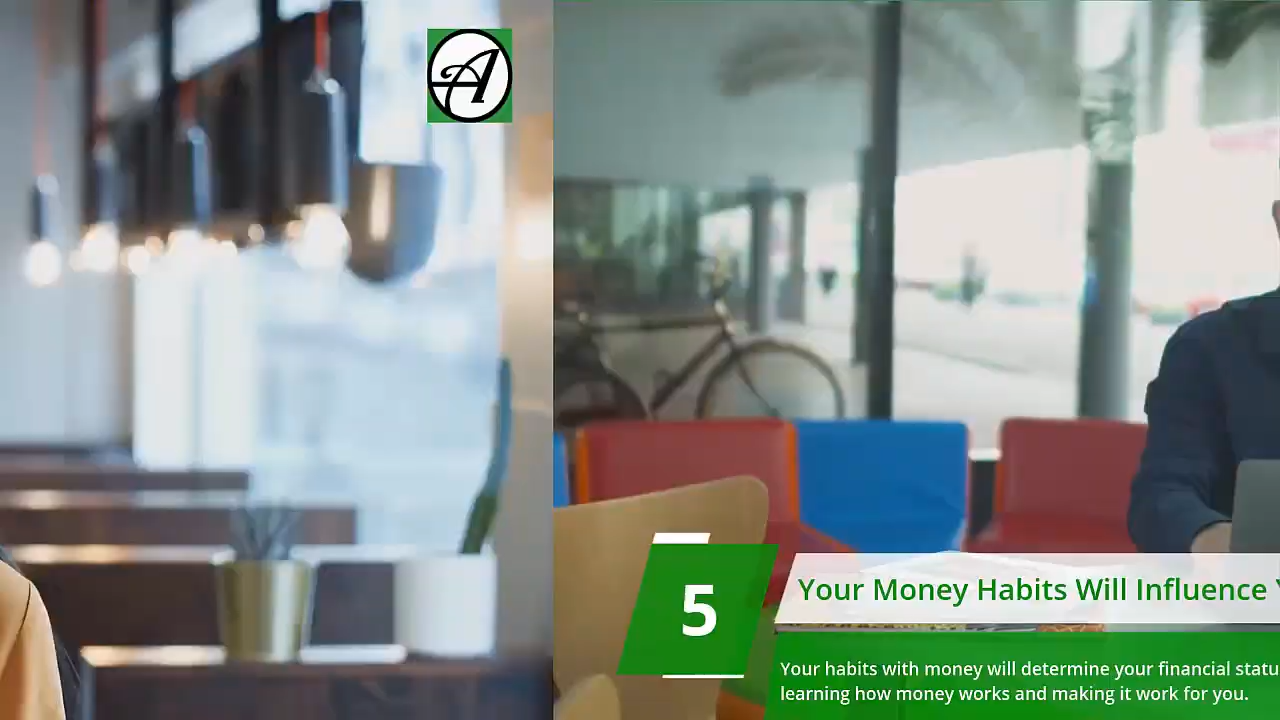 A
5
Your Money Habits Will Influence
Your habits with money will determine your financial
learning how money works and making it work for you.